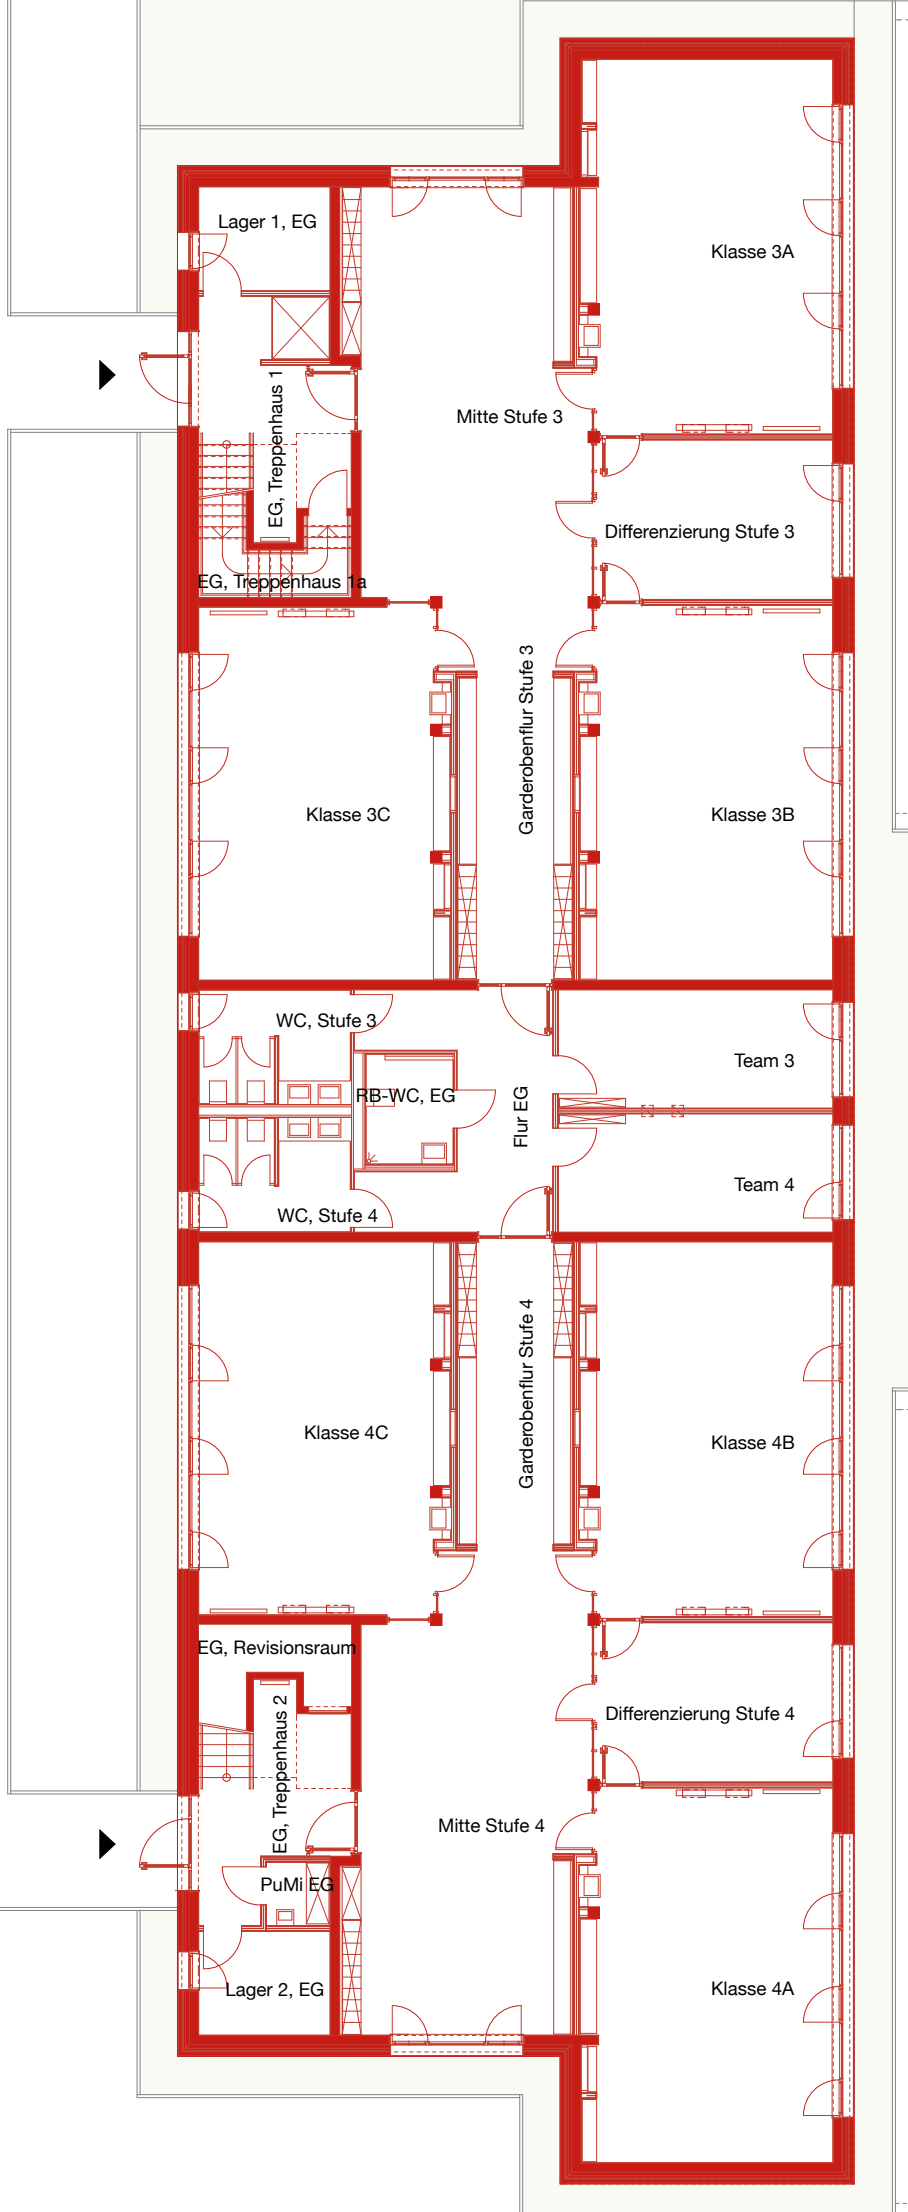 Lager 1, EG
Klasse 3A
EG, Treppenhaus 1
Mitte Stufe 3
Differenzierung Stufe 3
EG, Treppenhaus 1a
Garderobenflur Stufe 3
Klasse 3C
Klasse 3B
WC, Stufe 3
Team 3
RB-WC, EG
Flur EG
Team 4
WC, Stufe 4
Garderobenflur Stufe 4
Klasse 4C
Klasse 4B
EG, Revisionsraum
EG, Treppenhaus 2
Differenzierung Stufe 4
Mitte Stufe 4
PuMi EG
Lager 2, EG
Klasse 4A